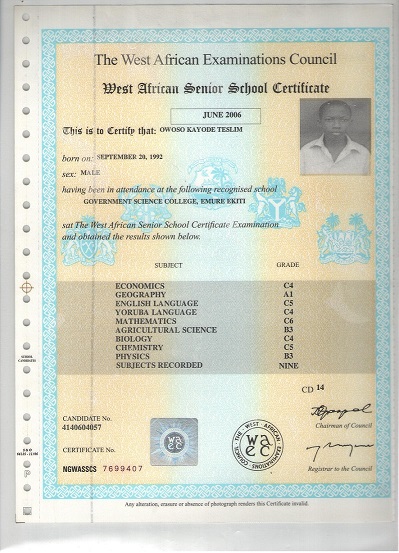 The West African Examinations Council
West African Senior School Certificate
JUNE 2006
This is to Certify that: OWOSO KAYODE TESLIM
born on: SEPTEMBER 20, 1992
sex: MALE
having been in attendance at the following recognised school
GOVERNMENT SCIENCE COLLEGE, EMURE EKITI
sat The West African Senior School Certificate Examination
and obtained the results shown below.
SUBJECT GRADE
ECONOMICS C4
GEOGRAPHY A1
ENGLISH LANGUAGE C5
YORUBA LANGUAGE C4
MATHEMATICS C6
AGRICULTURAL SCIENCE B3
BIOLOGY C4
CHEMISTRY C5
PHYSICS B3
SUBJECTS RECORDED NINE
SCHOOL
CANDIDATES
CD 14
CANDIDATE No.
4140604057
Chairman of Council
THE WEST AFRICAN EXAMINATIONS COUNCIL
wa
ec
waec
CERTIFICATE No.
NGWASSCS 7699407
Registrar to the Council
Any alteration, erasure or absence of photograph renders this Certificate invalid.